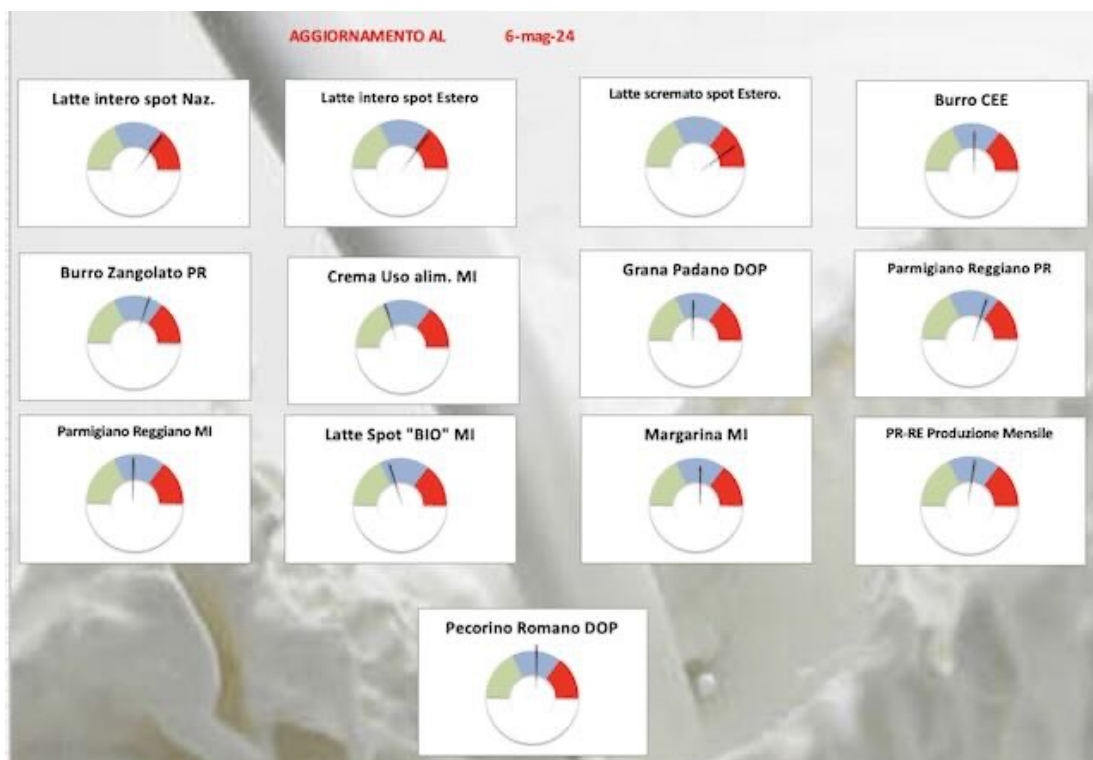 AGGIORNAMENTO AL 6-mag-24
Latte intero spot Naz.
Latte intero spot Estero
Latte scremato spot Estero.
Burro CEE
Burro Zangolato PR
Crema Uso alim. MI
Grana Padano DOP
Parmigiano Reggiano PR
Parmigiano Reggiano MI
Latte Spot "BIO" MI
Margarina MI
PR-RE Produzione Mensile
Pecorino Romano DOP